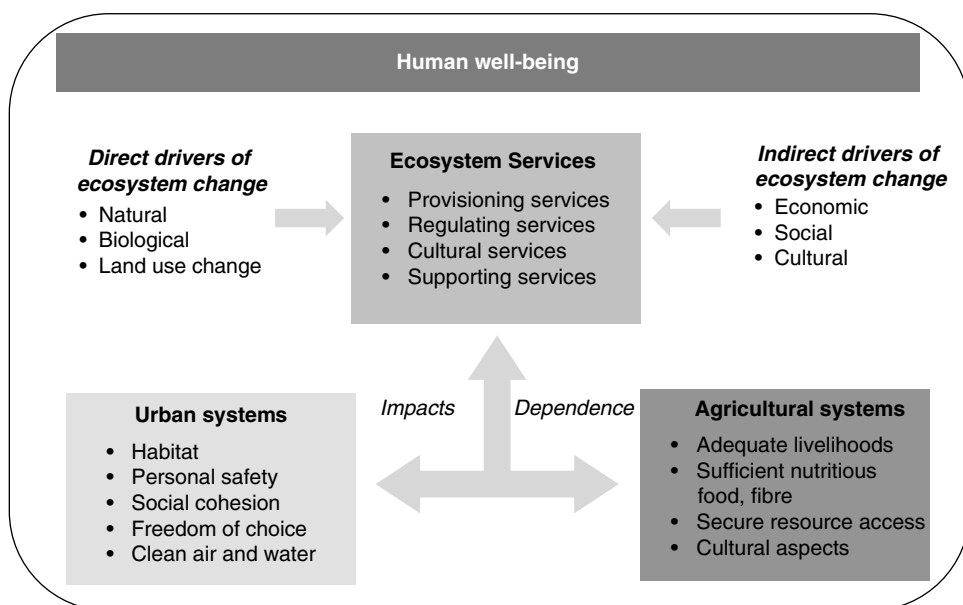 Human well-being
Direct drivers of
ecosystem change
• Natural
• Biological
• Land use change
Ecosystem Services
• Provisioning services
• Regulating services
• Cultural services
• Supporting services
Indirect drivers of
ecosystem change
• Economic
• Social
• Cultural
Impacts
Dependence
Urban systems
• Habitat
• Personal safety
• Social cohesion
• Freedom of choice
• Clean air and water
Agricultural systems
• Adequate livelihoods
• Sufficient nutritious
food, fibre
• Secure resource access
• Cultural aspects